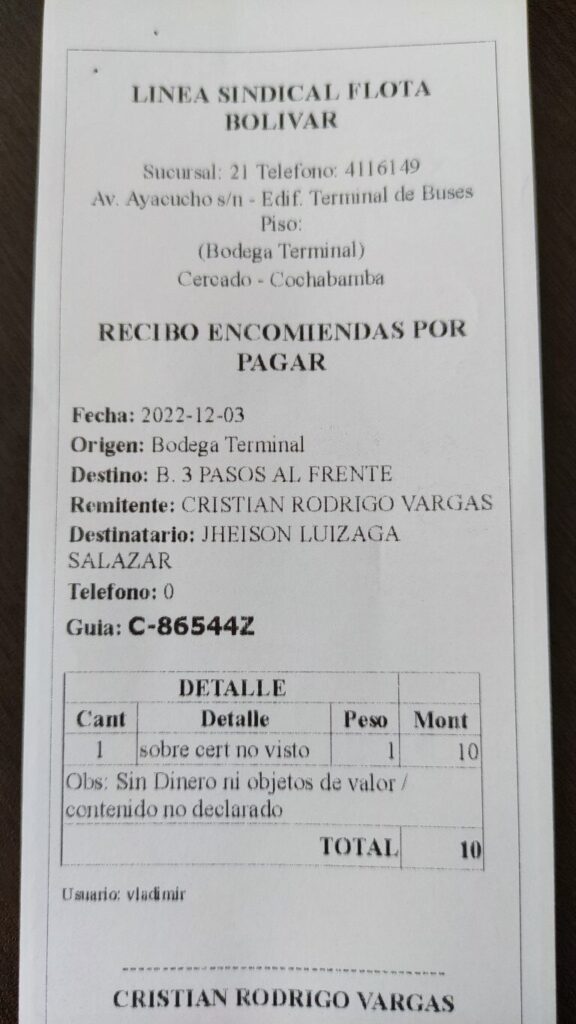 LINEA SINDICAL FLOTA
BOLIVAR
Sucursal: 21 Telefono: 4116149
Av. Ayacucho s/n - Edif. Terminal de Buses
Piso:
(Bodega Terminal)
Cercado - Cochabamba
RECIBO ENCOMIENDAS POR
PAGAR
Fecha: 2022-12-03
Origen: Bodega Terminal
Destino: B. 3 PASOS AL FRENTE
Remitente: CRISTIAN RODRIGO VARGAS
Destinatario: JHEISON LUIZAGA
SALAZAR
Telefono: 0
Guia: C-86544Z
DETALLE
Cant Detalle Peso Mont
1 sobre cert no visto 1 10
Obs: Sin Dinero ni objetos de valor /
contenido no declarado
TOTAL 10
Usuario: vladimir
CRISTIAN RODRIGO VARGAS